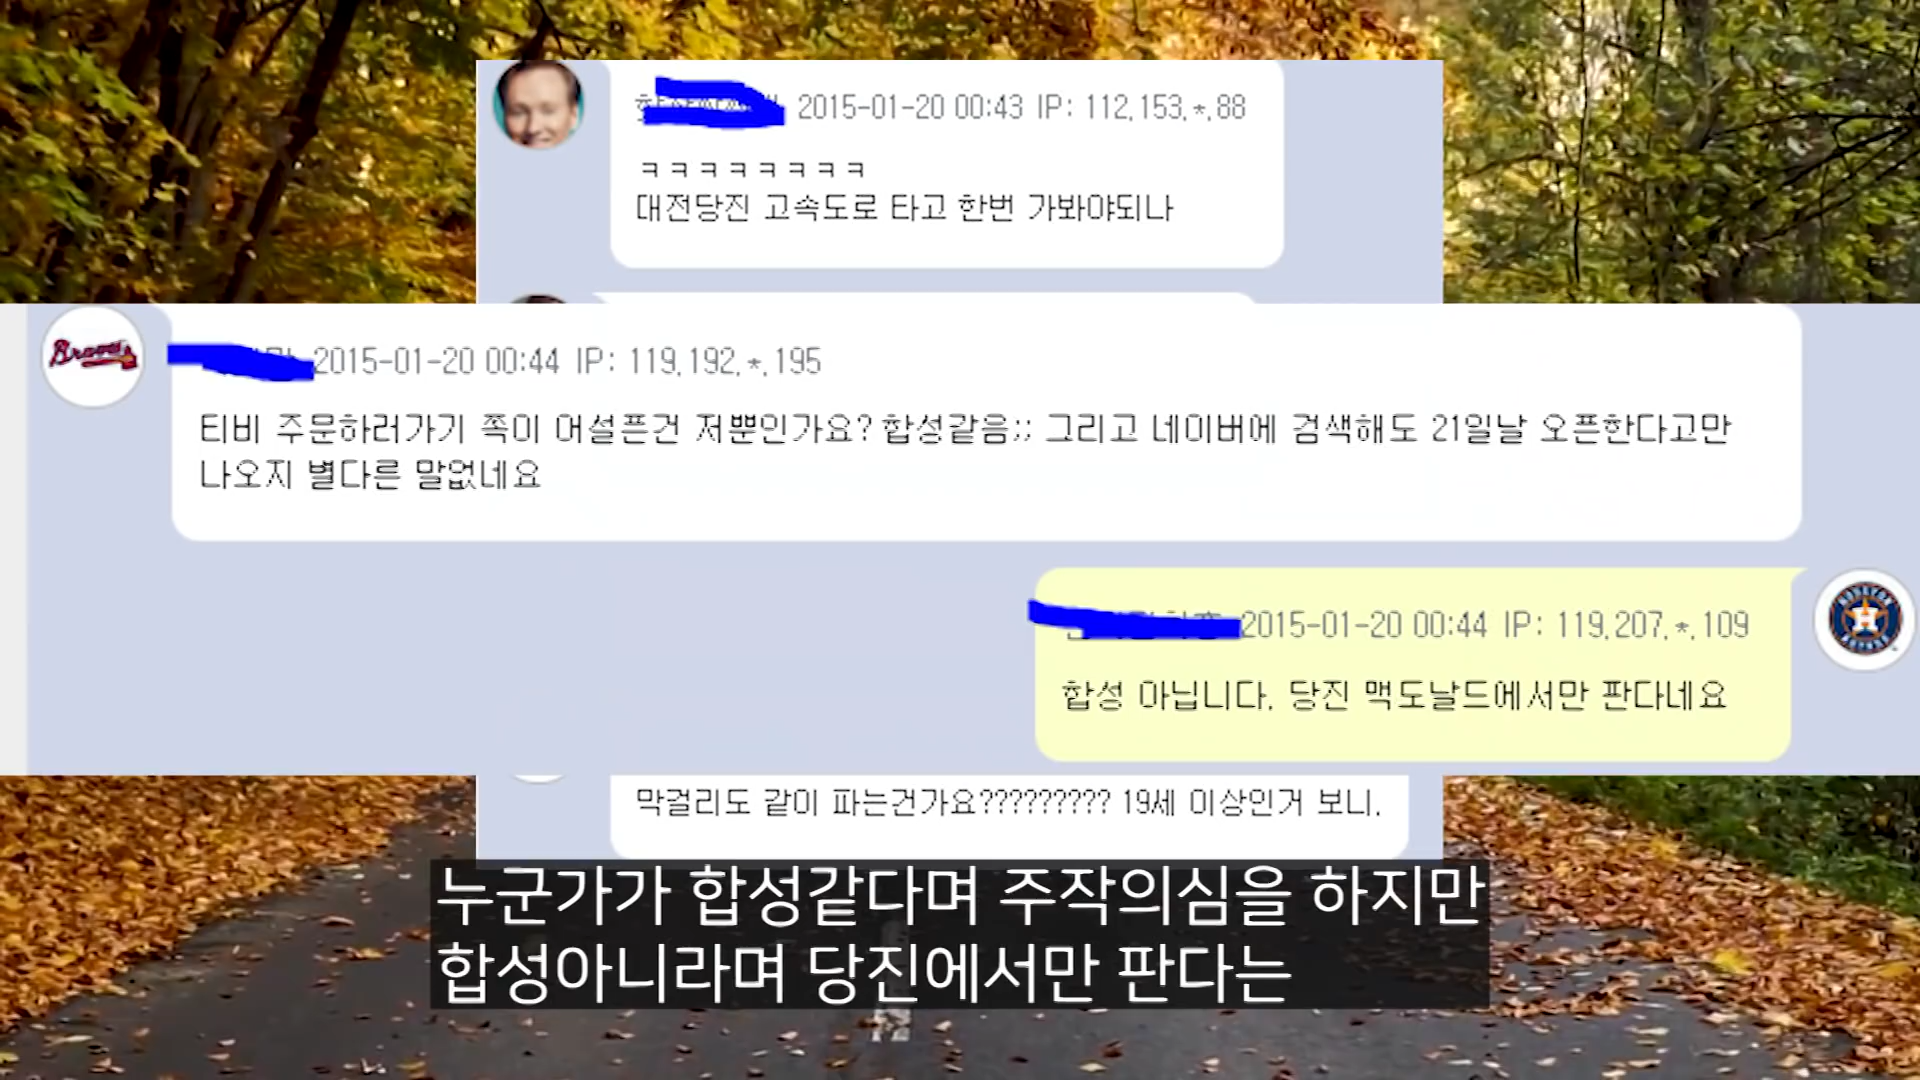 2015-01-20 00:43 IP: 112.153.*.88
ㅋㅋㅋㅋㅋㅋㅋㅋ
대전당진 고속도로 타고 한번 가봐야되나
Braves
2015-01-20 00:44 IP: 119.192.*.195
티비 주문하러가기 쪽이 어설픈건 저뿐인가요? 합성같음;; 그리고 네이버에 검색해도 21일날 오픈한다고만
나오지 별다른 말없네요
2015-01-20 00:44 IP: 119.207.*.109
HOUSTON
ASTROS
합성 아닙니다. 당진 맥도날드에서만 판다네요
막걸리도 같이 파는건가요????????? 19세 이상인거 보니.
누군가가 합성같다며 주작의심을 하지만
합성아니라며 당진에서만 판다는